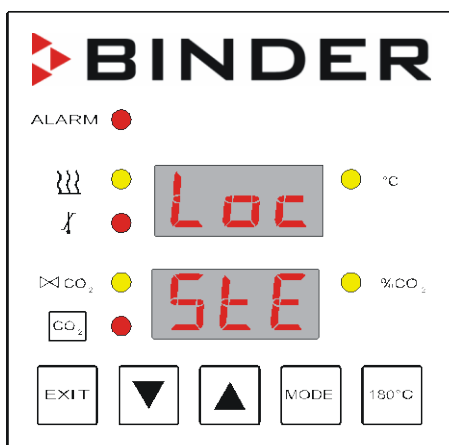 BINDER
ALARM
°C
Loc
CO₂ %CO₂
StE
CO₂
EXIT MODE 180°C